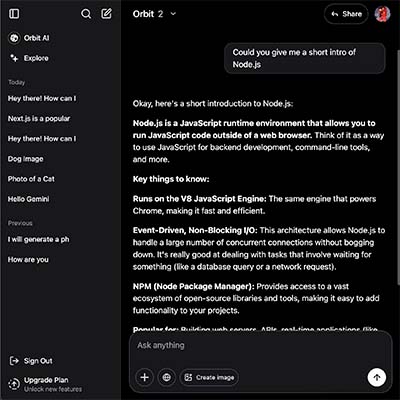 Orbit AI
Explore
Today
Hey there! How can I
Next.js is a popular
Hey there! How can I
Dog Image
Photo of a Cat
Hello Gemini
Previous
I will generate a ph
How are you
Sign Out
Upgrade Plan
Unlock new features
Orbit 2
Share
Could you give me a short intro of
Node.js
Okay, here's a short introduction to Node.js:
Node.js is a JavaScript runtime environment that allows you to
run JavaScript code outside of a web browser. Think of it as a way
to use JavaScript for backend development, command-line tools,
and more.
Key things to know:
Runs on the V8 JavaScript Engine: The same engine that powers
Chrome, making it fast and efficient.
Event-Driven, Non-Blocking I/O: This architecture allows Node.js to
handle a large number of concurrent connections without bogging
down. It's really good at dealing with tasks that involve waiting for
something (like a database query or a network request).
NPM (Node Package Manager): Provides access to a vast
ecosystem of open-source libraries and tools, making it easy to add
functionality to your projects.
Popular for: Building web servers, APIs, real-time applications (like
Ask anything
Create image